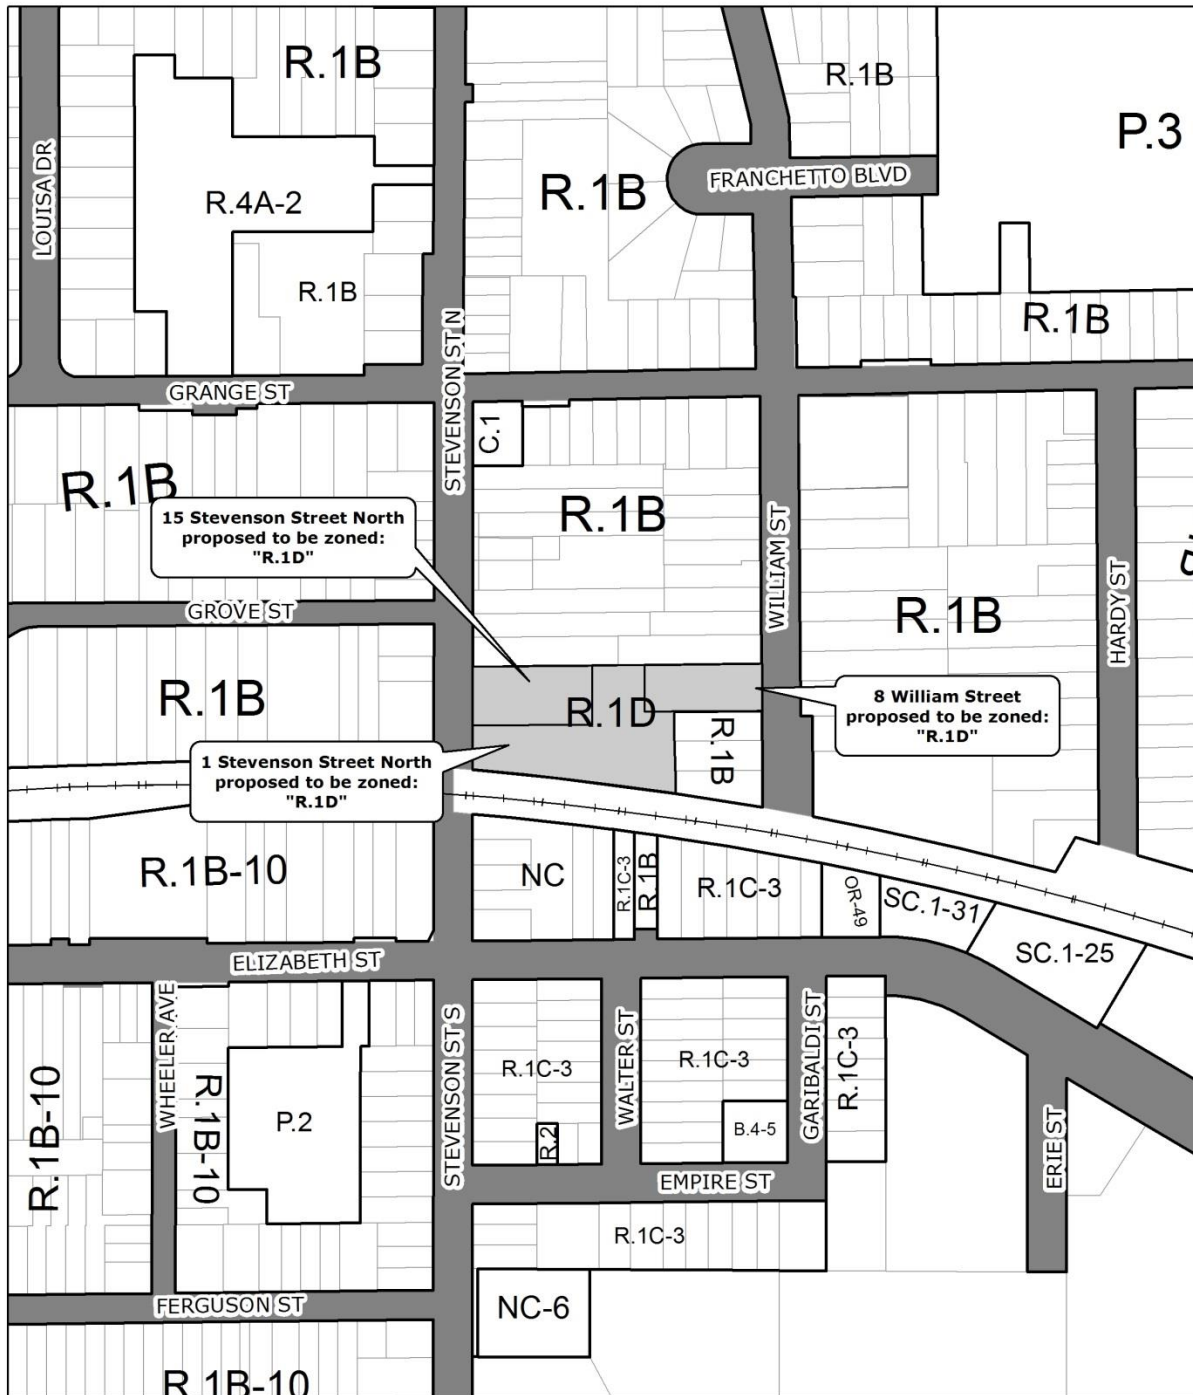 R.1B
R.1B
P.3
LOUISA DR
R.4A-2
R.1B
FRANCHETTO BLVD
R.1B
STEVENSON ST N
R.1B
GRANGE ST
C.1
R.1B
R.1B
15 Stevenson Street North
proposed to be zoned:
"R.1D"
WILLIAM ST
HARDY ST
GROVE ST
R.1B
R.1B
R.1D
8 William Street
proposed to be zoned:
"R.1D"
R.1B
1 Stevenson Street North
proposed to be zoned:
"R.1D"
R.1B-10
NC
R.1C-3
R.1B
R.1C-3
OR-49
SC.1-31
SC.1-25
ELIZABETH ST
WHEELER AVE
STEVENSON ST S
R.1C-3
WALTER ST
R.1C-3
GARIBALDI ST
R.1C-3
R.1B-10
R.1B-10
P.2
R.2
B.4-5
ERIE ST
EMPIRE ST
R.1C-3
FERGUSON ST
NC-6
R.1B-10